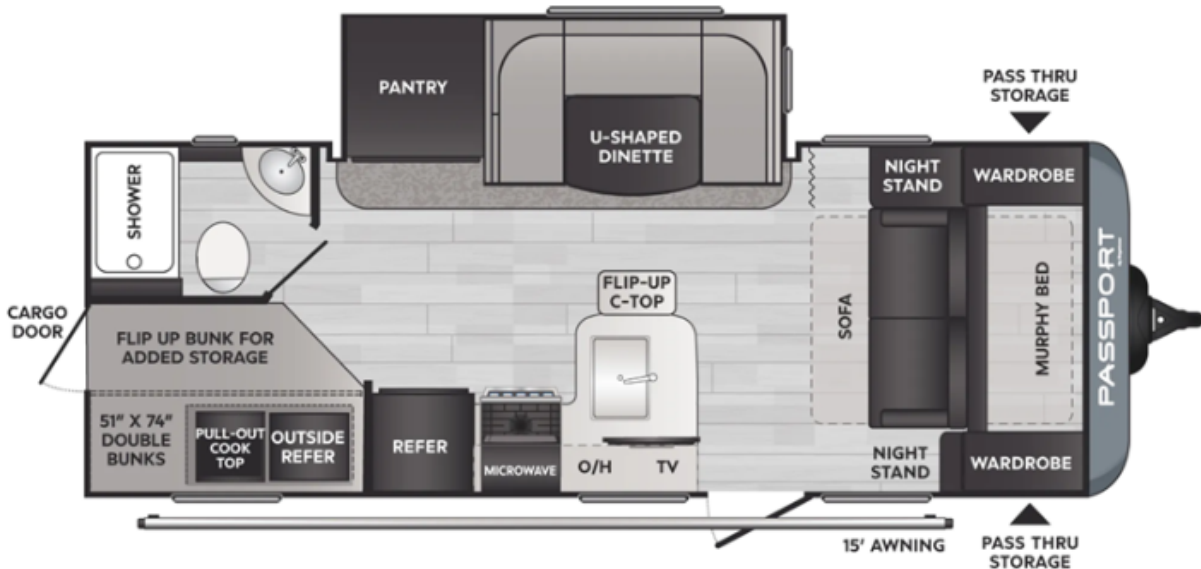 PANTRY
U-SHAPED
DINETTE
PASS THRU
STORAGE
SHOWER
NIGHT
STAND
WARDROBE
CARGO
DOOR
FLIP UP BUNK FOR
ADDED STORAGE
FLIP-UP
C-TOP
SOFA
MURPHY BED
PASSPORT
51" X 74"
DOUBLE
BUNKS
PULL-OUT
COOK
TOP
OUTSIDE
REFER
REFER
MICROWAVE
O/H
TV
NIGHT
STAND
WARDROBE
15' AWNING
PASS THRU
STORAGE